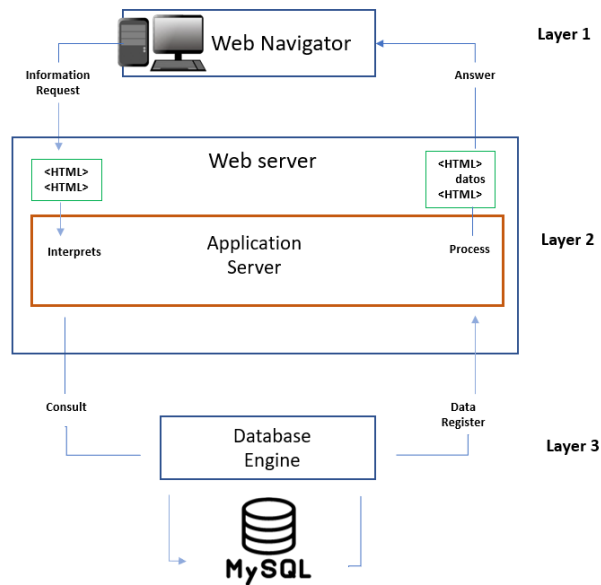 Web Navigator
Layer 1
Information
Request
Answer
Web server
<HTML>
<HTML>
<HTML>
datos
<HTML>
Application
Server
Interprets
Process
Layer 2
Consult
Data
Register
Database
Engine
Layer 3
MySQL